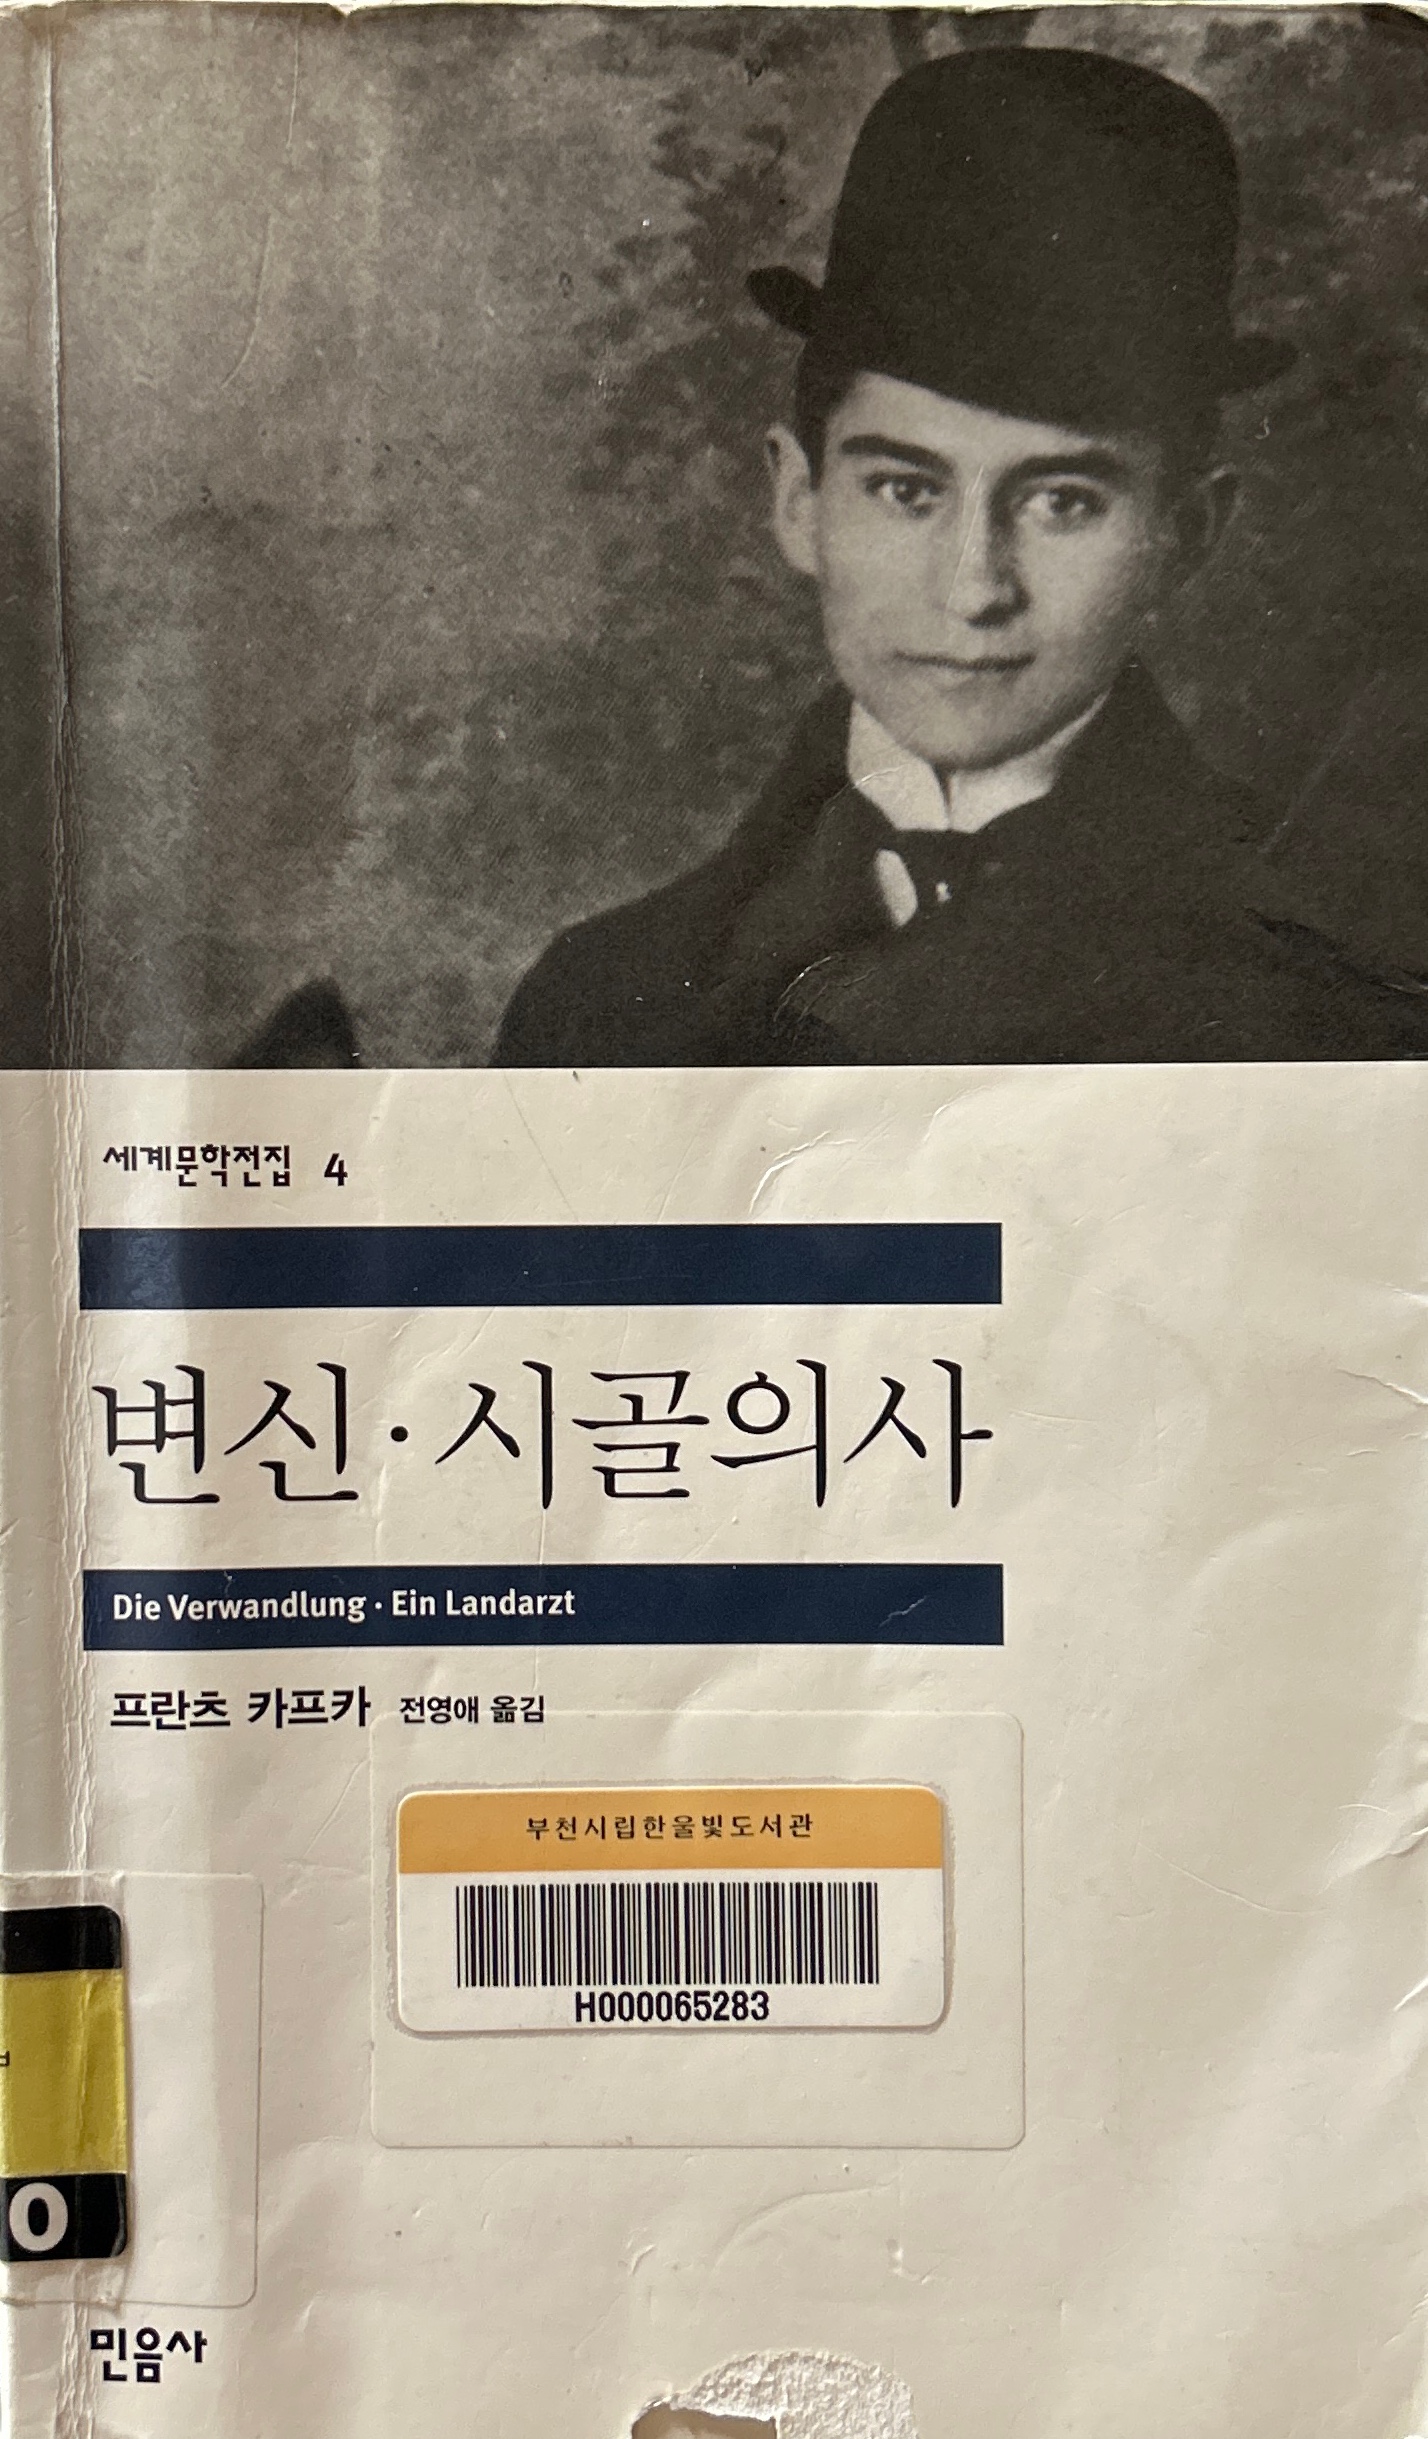 세계문학전집 4
변신·시골의사
Die Verwandlung · Ein Landarzt
프란츠 카프카 전영애 옮김
부천시립한울빛도서관
H000065283
0
민음사